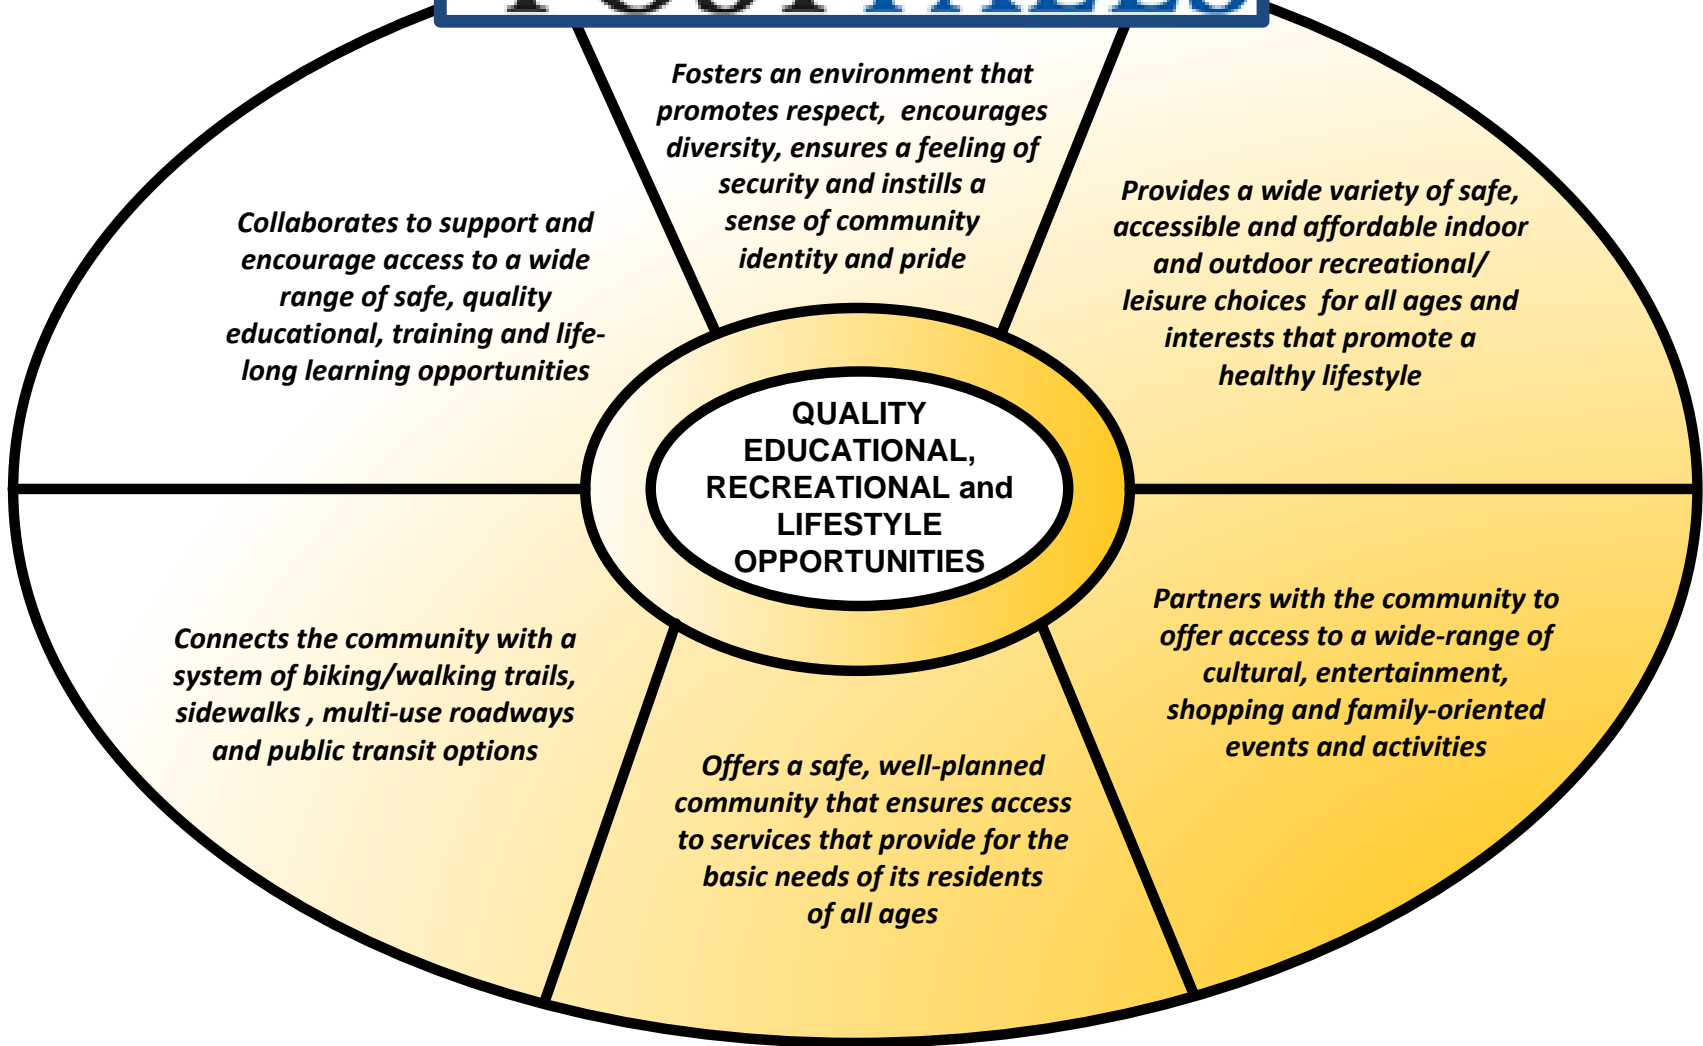 POST FALLS
Fosters an environment that
promotes respect, encourages
diversity, ensures a feeling of
security and instills a
sense of community
identity and pride
Provides a wide variety of safe,
accessible and affordable indoor
and outdoor recreational/
leisure choices for all ages and
interests that promote a
healthy lifestyle
Partners with the community to
offer access to a wide-range of
cultural, entertainment,
shopping and family-oriented
events and activities
Offers a safe, well-planned
community that ensures access
to services that provide for the
basic needs of its residents
of all ages
Connects the community with a
system of biking/walking trails,
sidewalks , multi-use roadways
and public transit options
Collaborates to support and
encourage access to a wide
range of safe, quality
educational, training and life-
long learning opportunities
QUALITY
EDUCATIONAL,
RECREATIONAL and
LIFESTYLE
OPPORTUNITIES